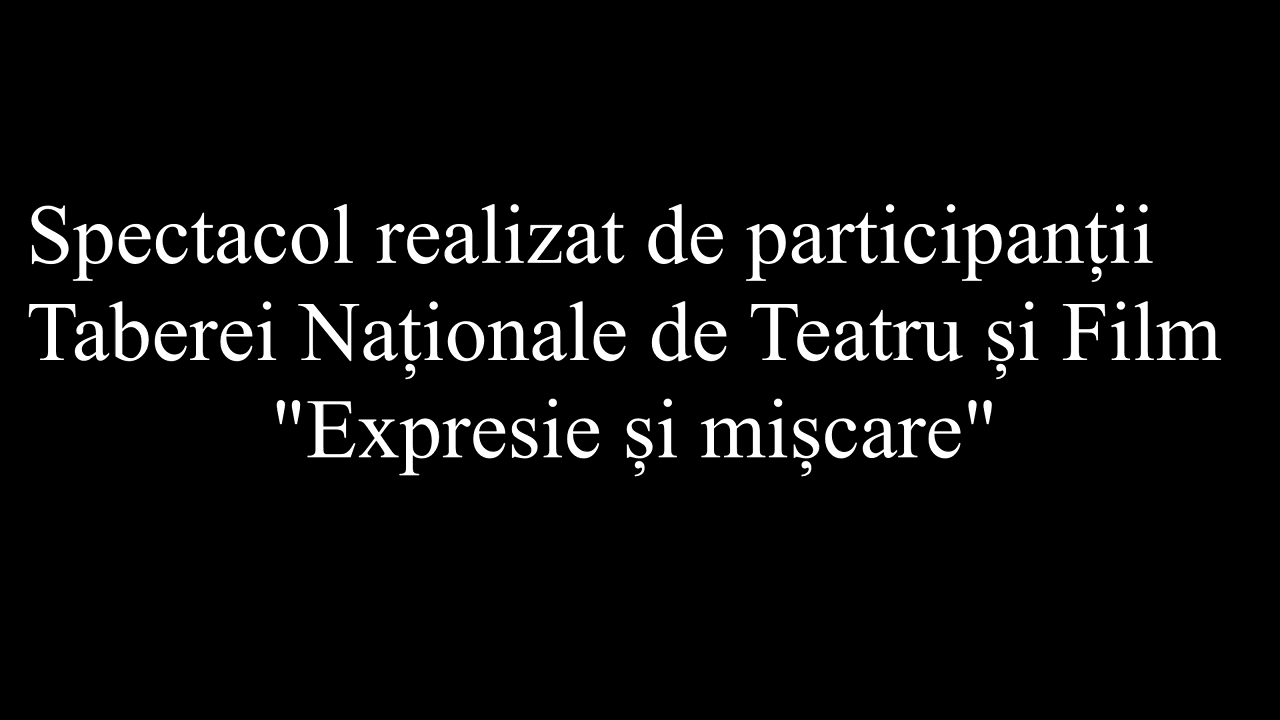 Spectacol realizat de participanții
Taberei Naționale de Teatru și Film
"Expresie și mișcare"